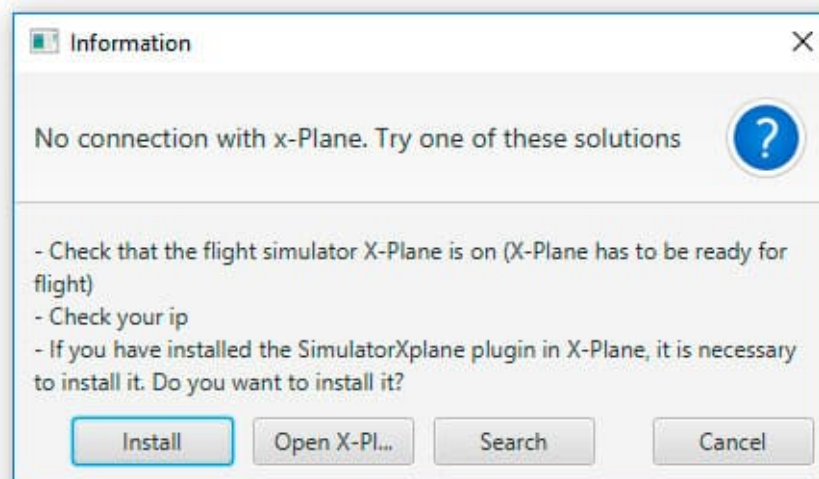 Information
No connection with x-Plane. Try one of these solutions
?
- Check that the flight simulator X-Plane is on (X-Plane has to be ready for
flight)
- Check your ip
- If you have installed the SimulatorXplane plugin in X-Plane, it is necessary
to install it. Do you want to install it?
Install Open X-Pl... Search Cancel